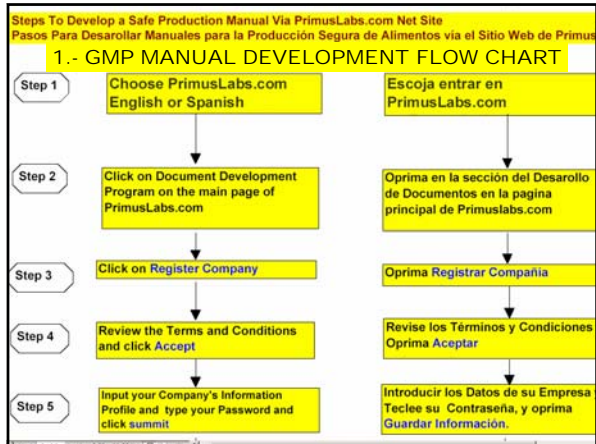 Steps To Develop a Safe Production Manual Via PrimusLabs.com Net Site
Pasos Para Desarollar Manuales para la Producción Segura de Alimentos via el Sitio Web de Primus
1.- GMP MANUAL DEVELOPMENT FLOW CHART
Step 1
Choose PrimusLabs.com
English or Spanish
Escoja entrar en
PrimusLabs.com
Step 2
Click on Document Development
Program on the main page of
PrimusLabs.com
Oprima en la sección del Desarollo
de Documentos en la pagina
principal de Primuslabs.com
Step 3
Click on Register Company
Oprima Registrar Compañia
Step 4
Review the Terms and Conditions
and click Accept
Revise los Términos y Condiciones
Oprima Aceptar
Step 5
Input your Company's Information
Profile and type your Password and
click summit
Introducir los Datos de su Empresa y
Teclee su Contraseña, y oprima
Guardar Información.